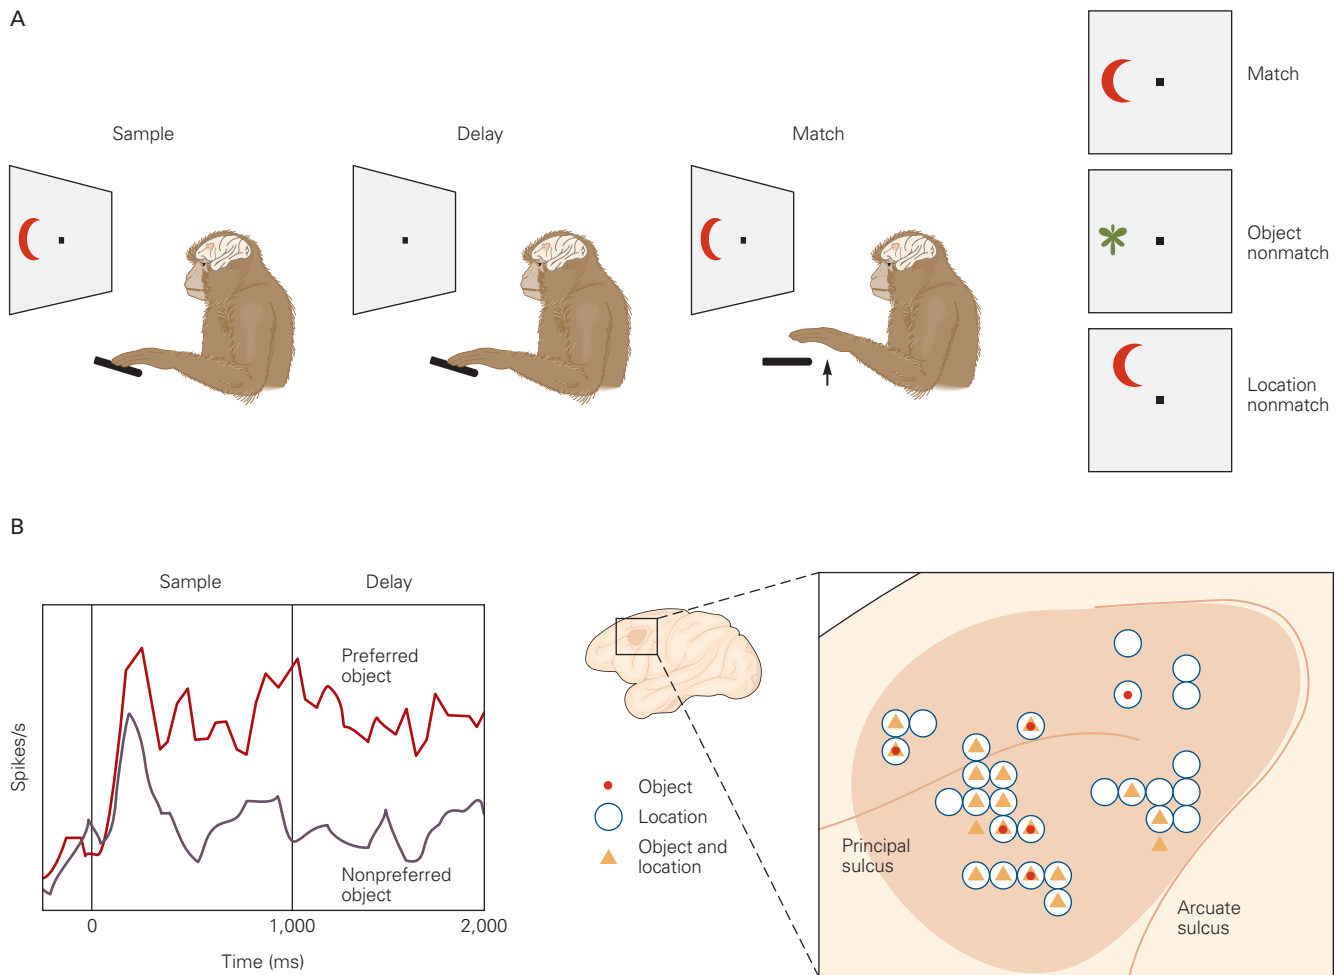 A
Sample
Delay
Match
Match
Object
nonmatch
Location
nonmatch
B
Sample
Delay
Preferred
object
Nonpreferred
object
Spikes/s
0
1,000
2,000
Time (ms)
Object
Location
Object and
location
Principal
sulcus
Arcuate
sulcus